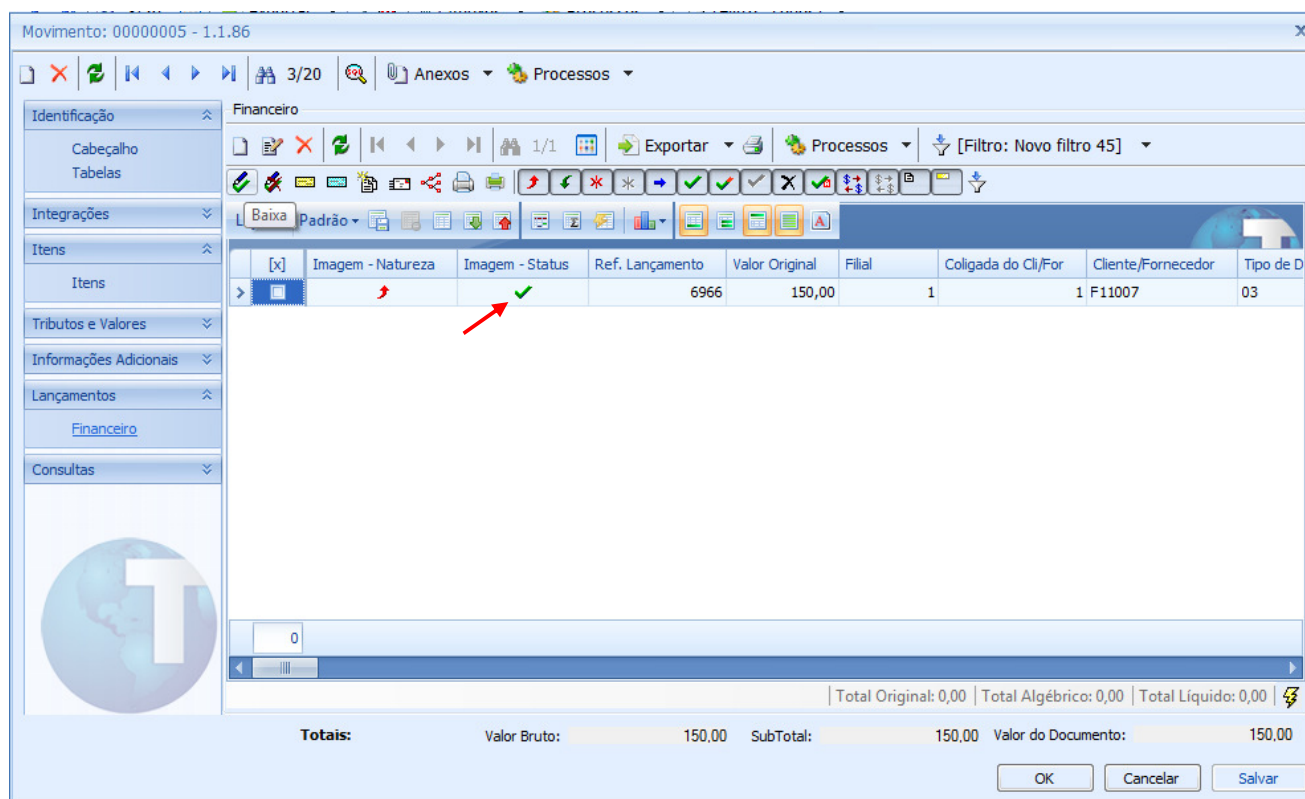 Movimento: 00000005 - 1.1.86
3/20 Anexos Processos
Identificação
Cabeçalho
Tabelas
Integrações
Itens
Itens
Tributos e Valores
Informações Adicionais
Lançamentos
Financeiro
Consultas
Financeiro
1/1 Exportar Processos [Filtro: Novo filtro 45]
Baixa Padrão
[x] Imagem - Natureza Imagem - Status Ref. Lançamento Valor Original Filial Coligada do Cli/For Cliente/Fornecedor Tipo de D
6966 150,00 1 1 F11007 03
0
Total Original: 0,00 Total Algébrico: 0,00 Total Líquido: 0,00
Totais: Valor Bruto: 150,00 SubTotal: 150,00 Valor do Documento: 150,00
OK Cancelar Salvar